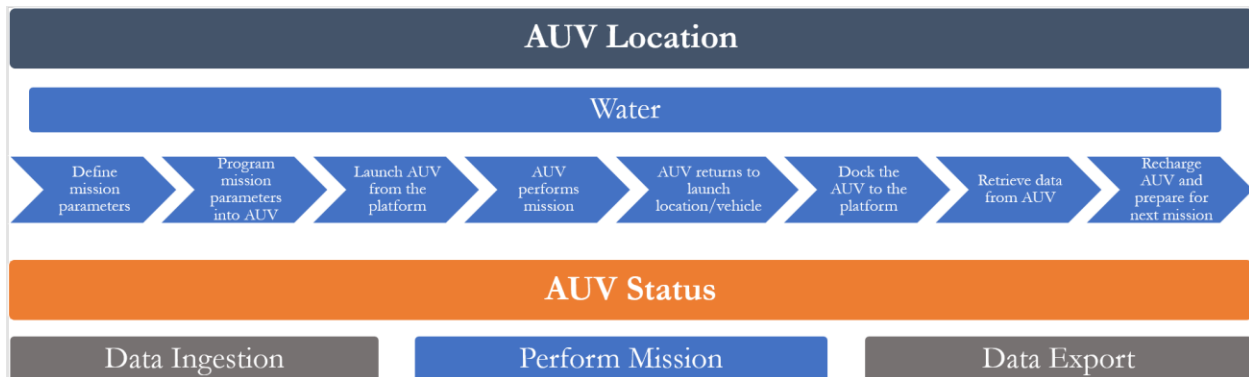 AUV Location
Water
Define
mission
parameters
Program
mission
parameters
into AUV
Launch AUV
from the
platform
AUV
performs
mission
AUV returns to
launch
location/vehicle
Dock the
AUV to the
platform
Retrieve data
from AUV
Recharge
AUV and
prepare for
next mission
AUV Status
Data Ingestion
Perform Mission
Data Export